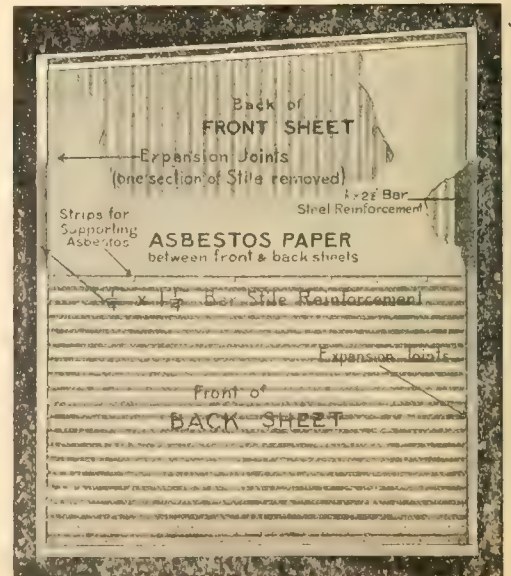 Back of
FRONT SHEET
Expansion Joints
(one section of Stile removed)
Bar
Steel Reinforcement
Strips for
Supporting
Asbestos
ASBESTOS PAPER
between front & back sheets
Bar Stile Reinforcement
Expansion Joints
Front of
BACK SHEET